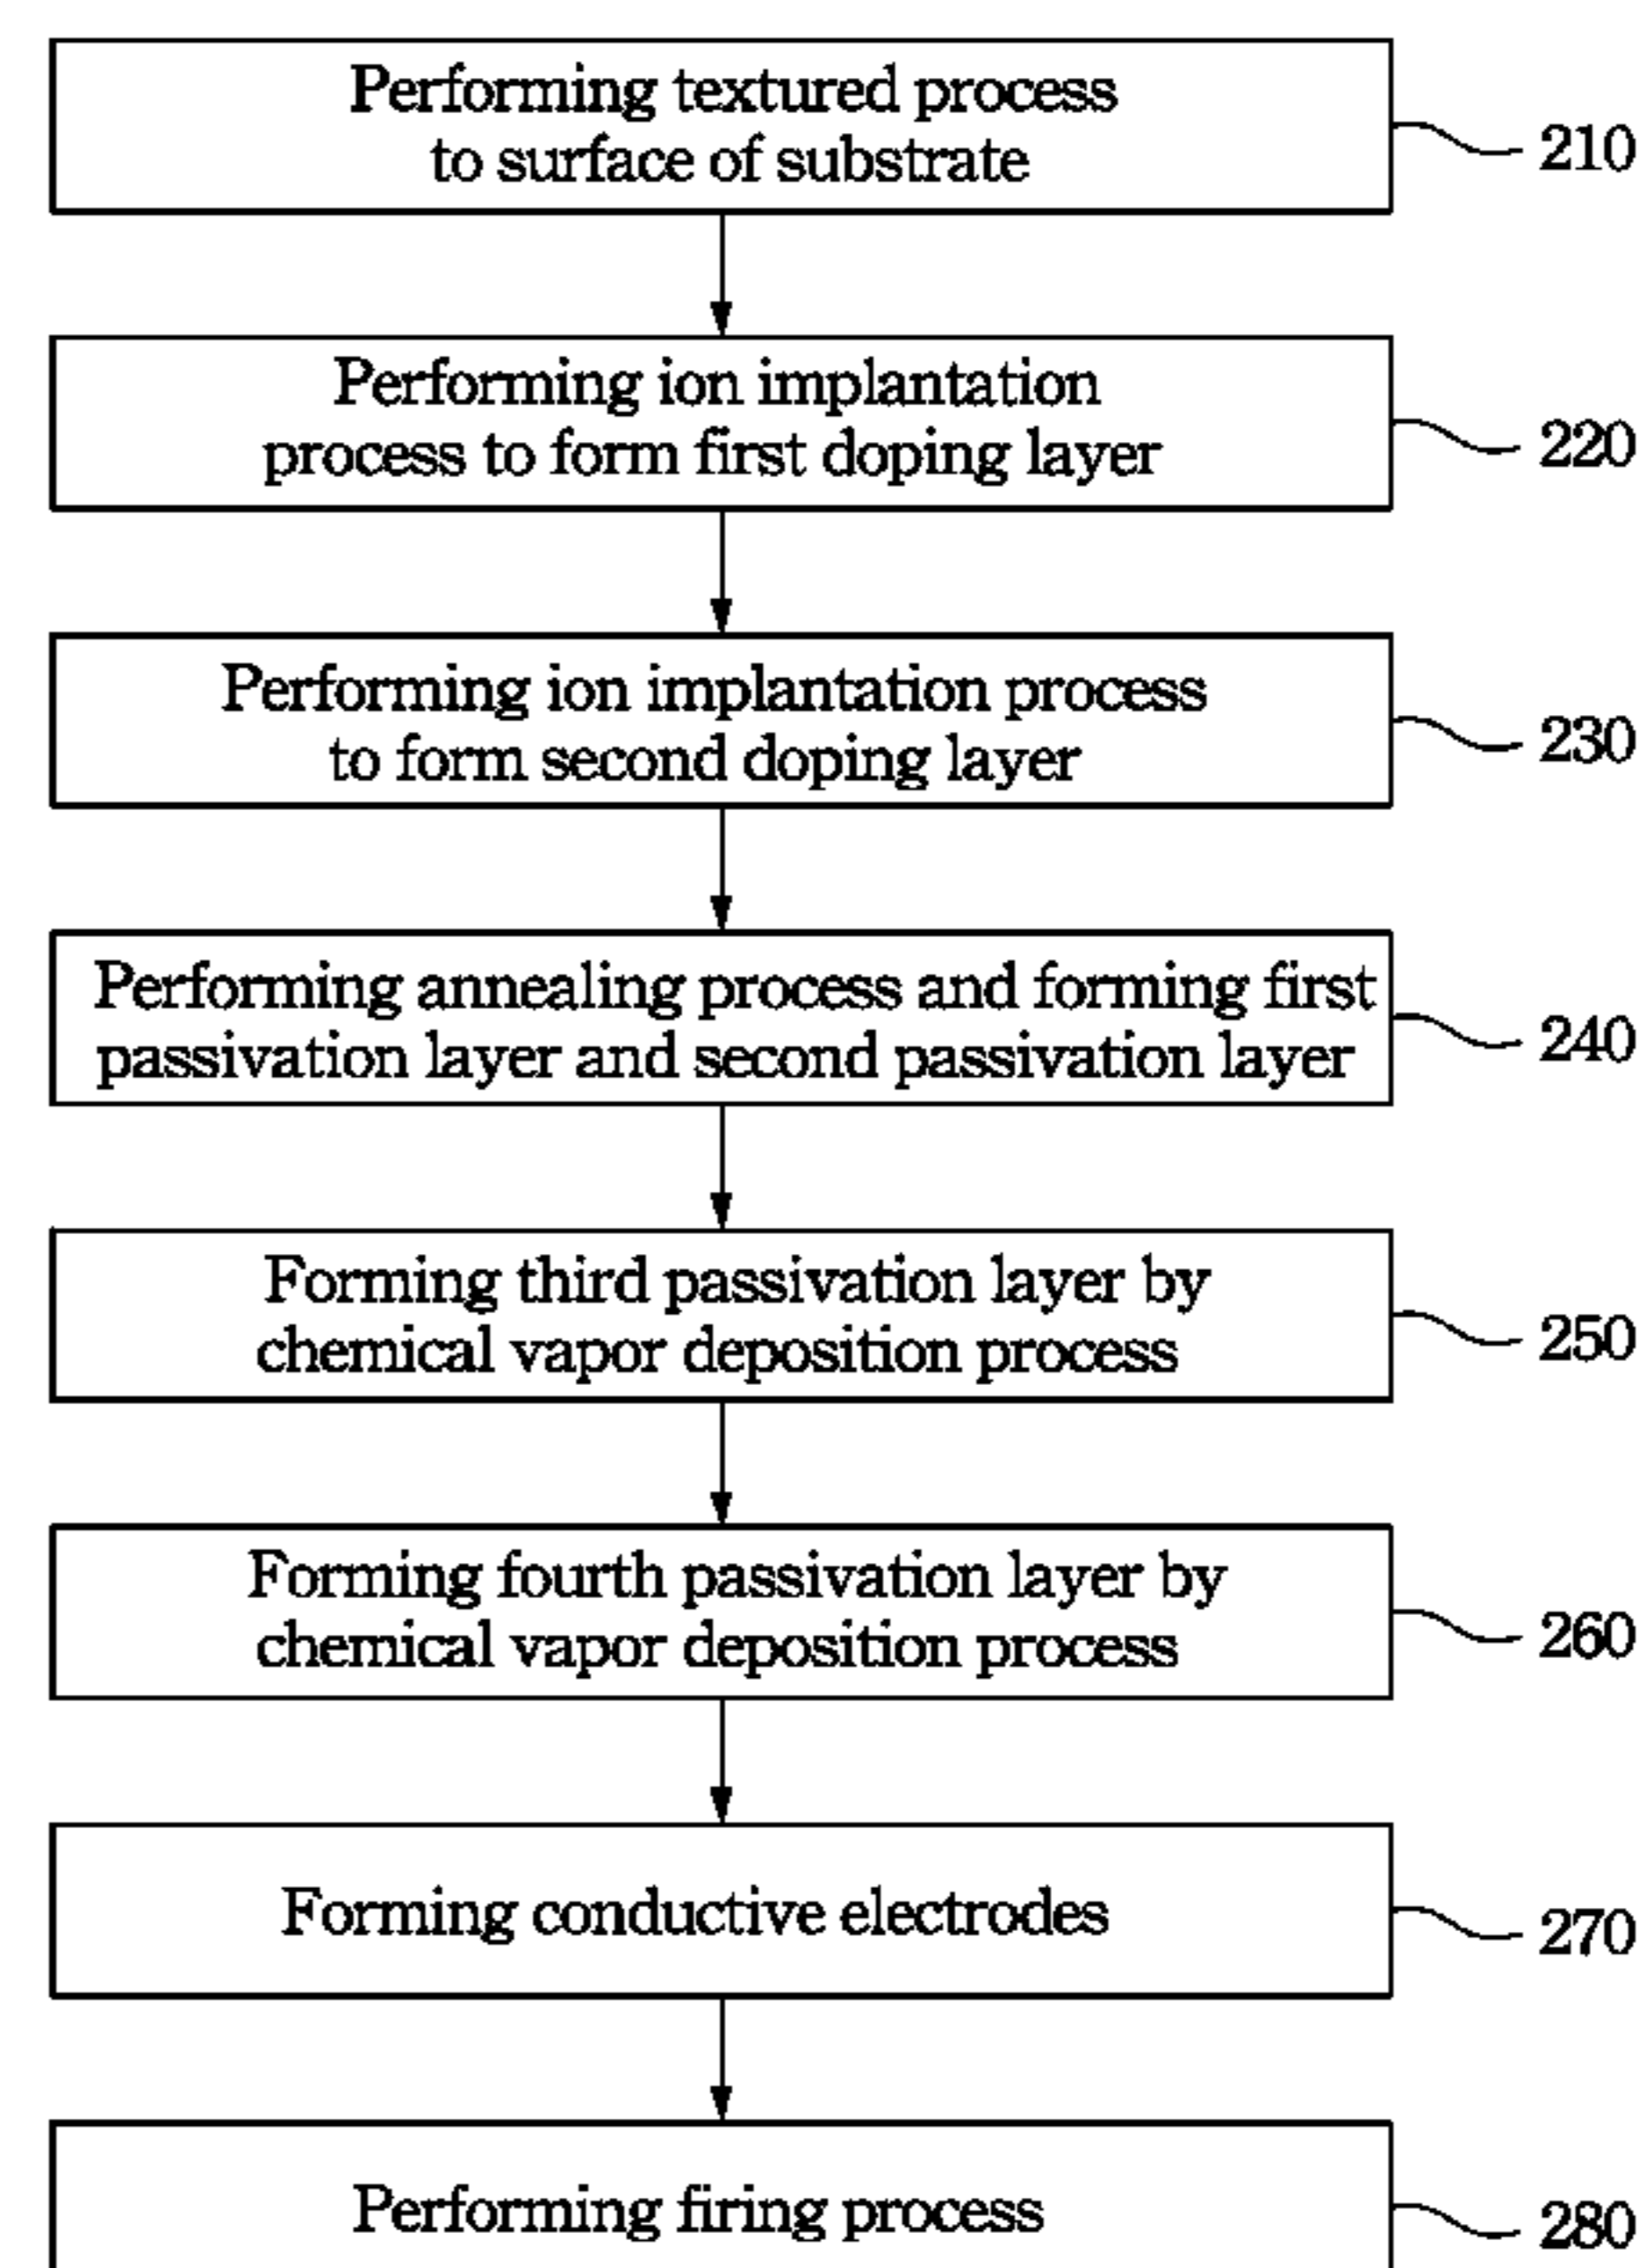 Performing textured process
to surface of substrate
210
Performing ion implantation
process to form first doping layer
220
Performing ion implantation process
to form second doping layer
230
Performing annealing process and forming first
passivation layer and second passivation layer
240
Forming third passivation layer by
chemical vapor deposition process
250
Forming fourth passivation layer by
chemical vapor deposition process
260
Forming conductive electrodes
270
Performing firing process
280